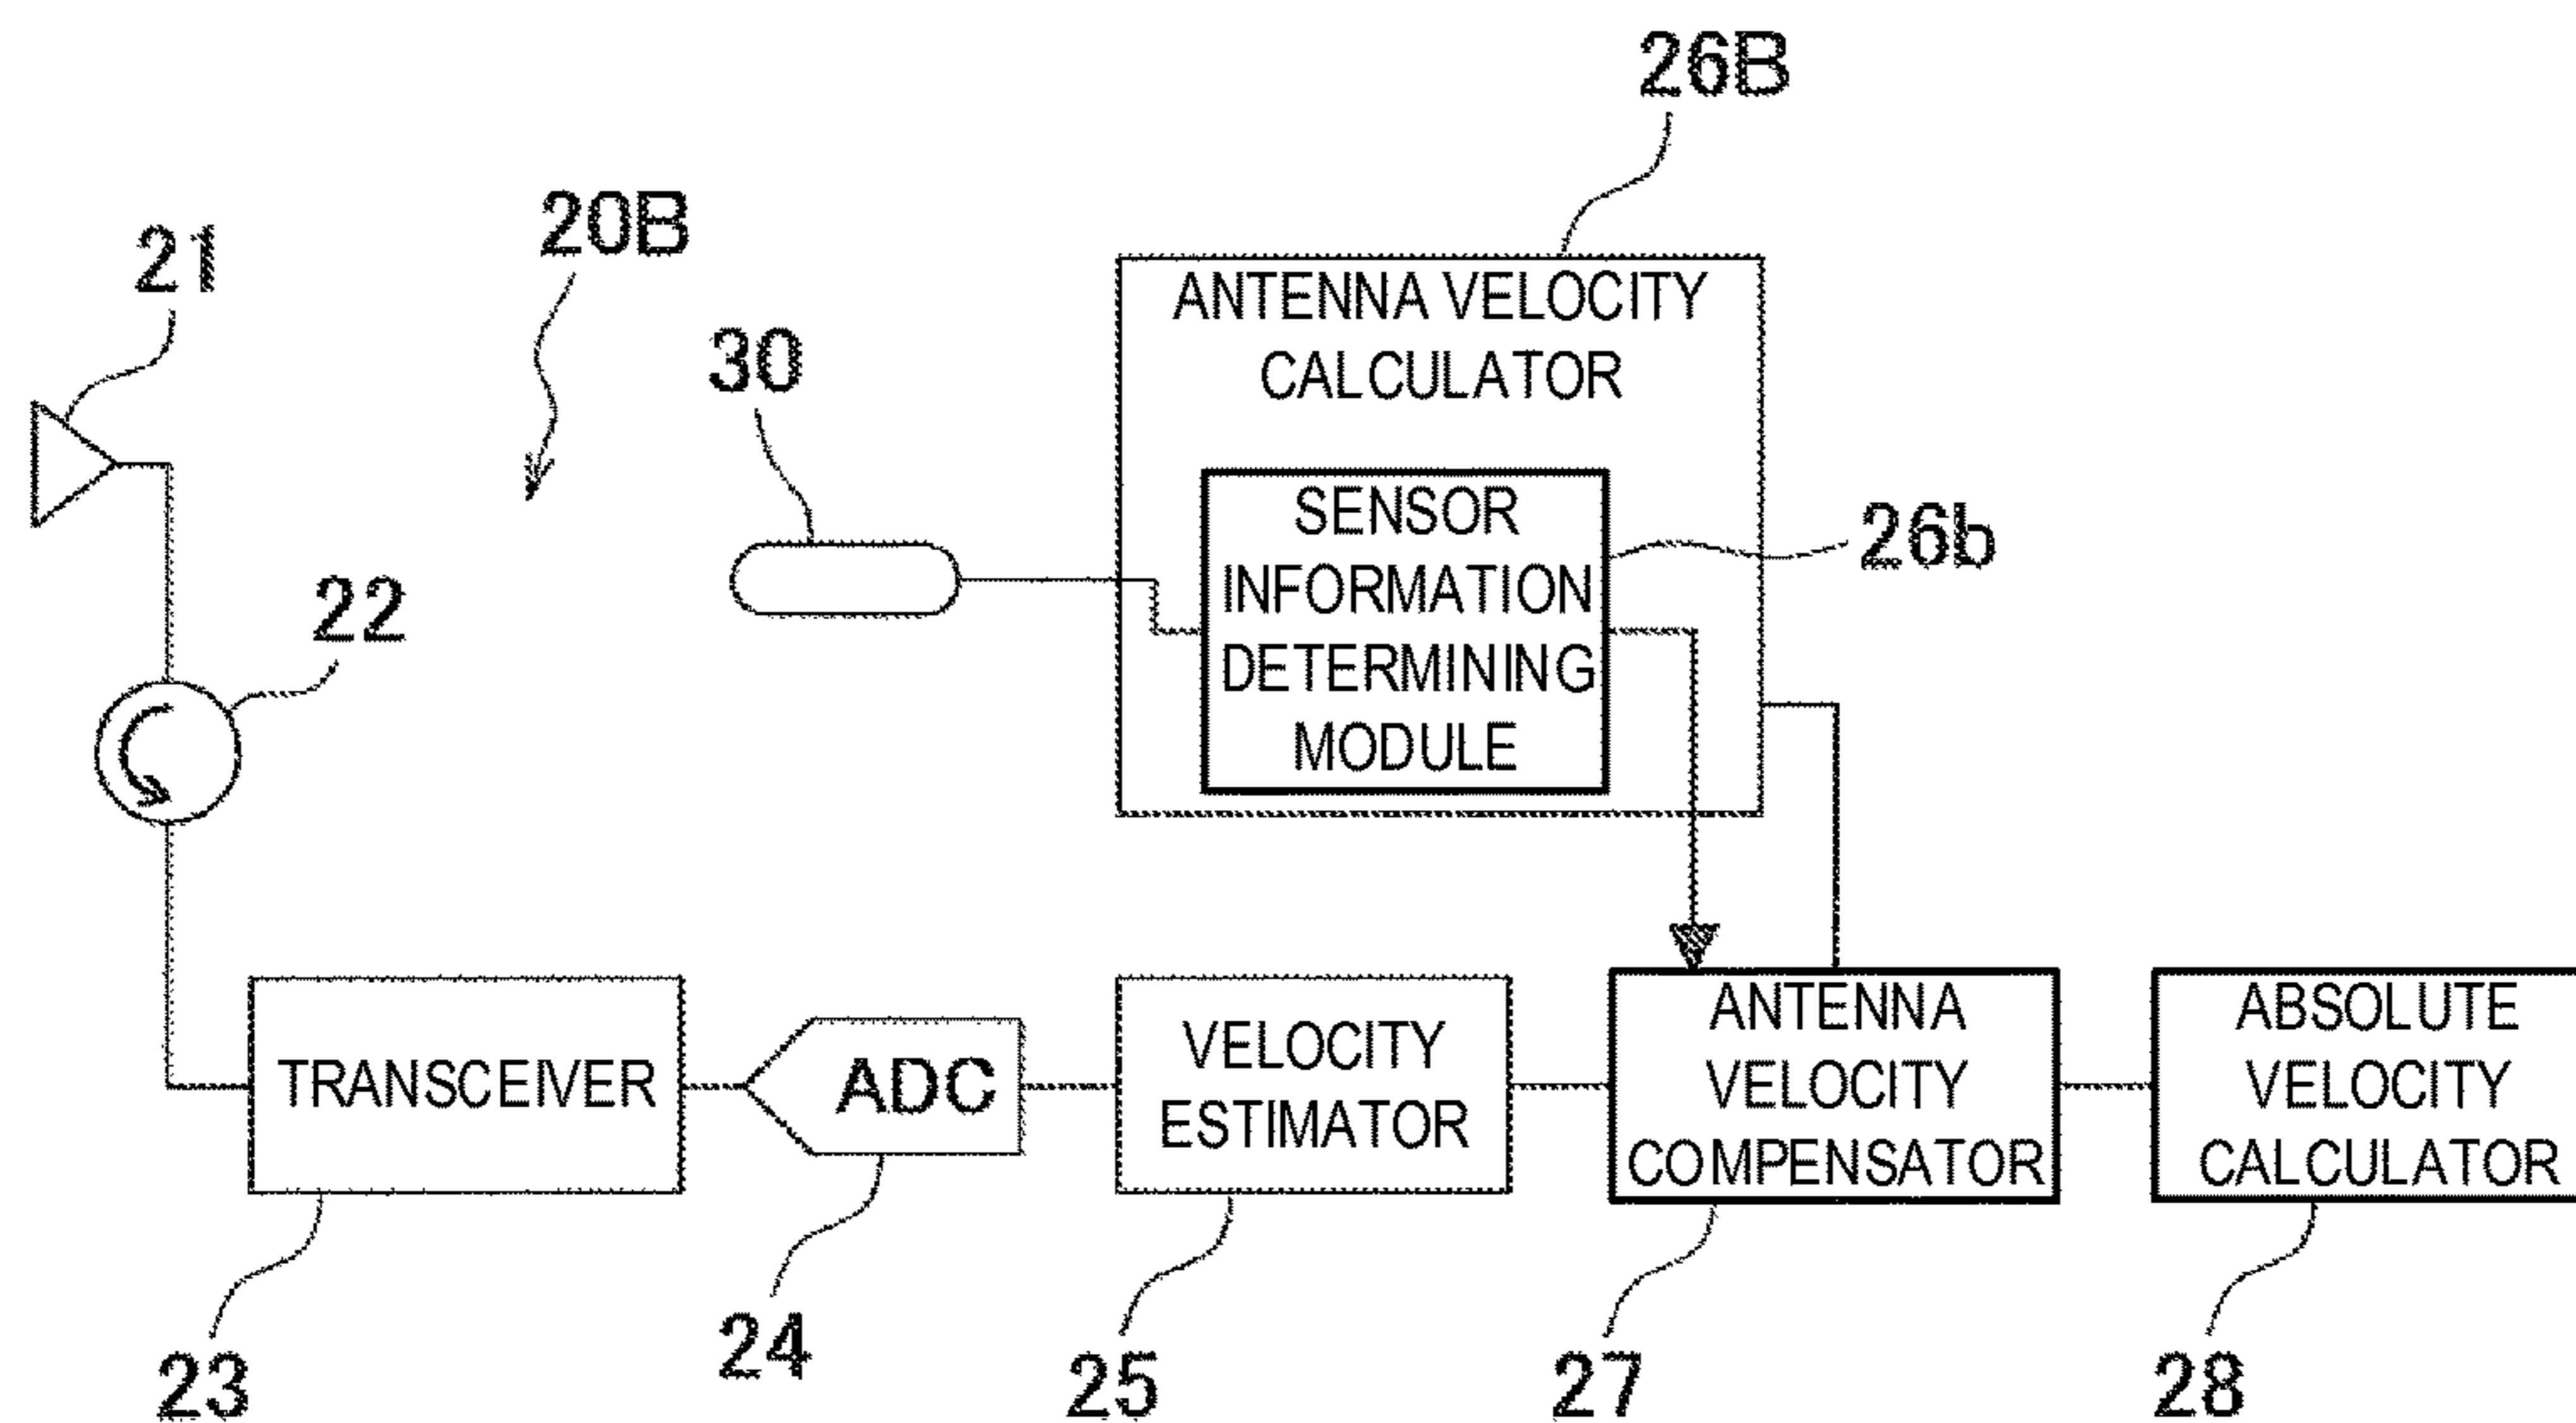 26B
20B
21
ANTENNA VELOCITY
CALCULATOR
30
SENSOR
INFORMATION
DETERMINING
MODULE
26b
22
TRANSCEIVER
ADC
VELOCITY
ESTIMATOR
ANTENNA
VELOCITY
COMPENSATOR
ABSOLUTE
VELOCITY
CALCULATOR
23
24
25
27
28